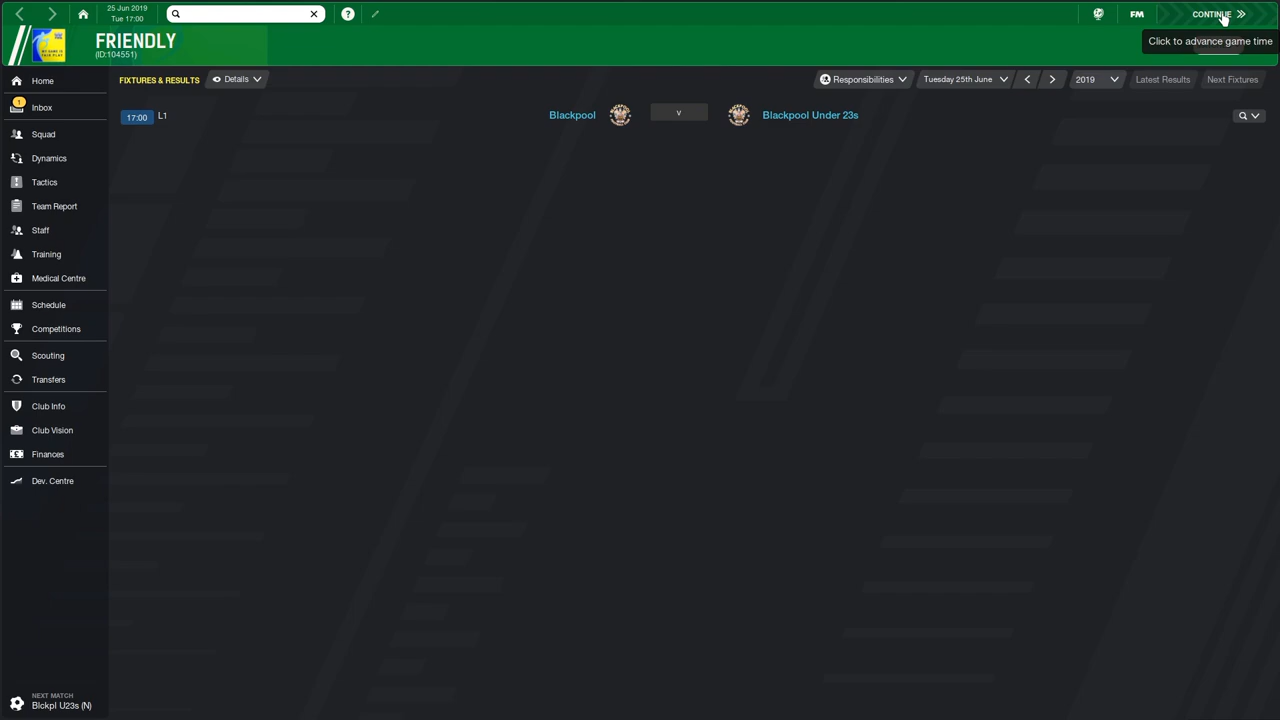 25 Jun 2019
Tue 17:00
FM
CONTINUE
FRIENDLY
(ID:104551)
Click to advance game time
Home
FIXTURES & RESULTS
Details
Responsibilities
Tuesday 25th June
2019
Latest Results
Next Fixtures
1
Inbox
17:00
L1
Blackpool
v
Blackpool Under 23s
Squad
Dynamics
Tactics
Team Report
Staff
Training
Medical Centre
Schedule
Competitions
Scouting
Transfers
Club Info
Club Vision
Finances
Dev. Centre
NEXT MATCH
Blckpl U23s (N)